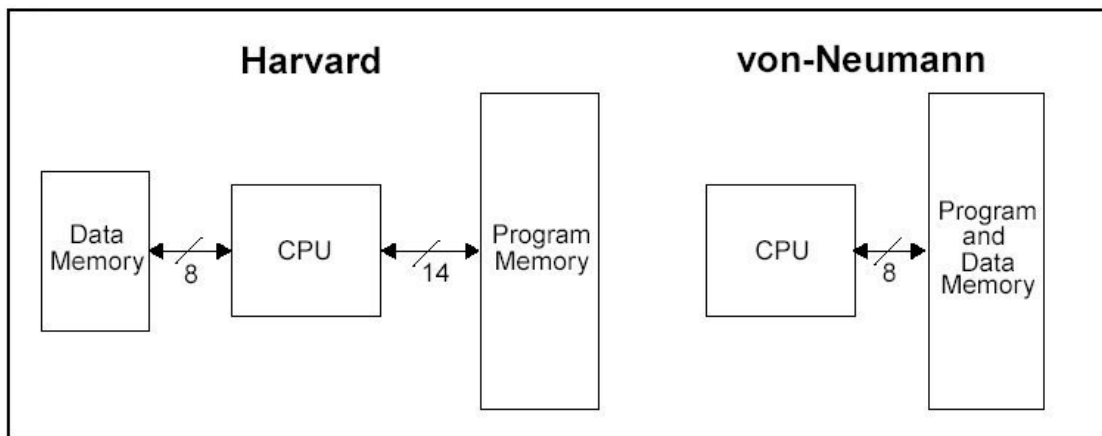 Harvard
von-Neumann
Data
Memory
8
CPU
14
Program
Memory
CPU
8
Program
and
Data
Memory